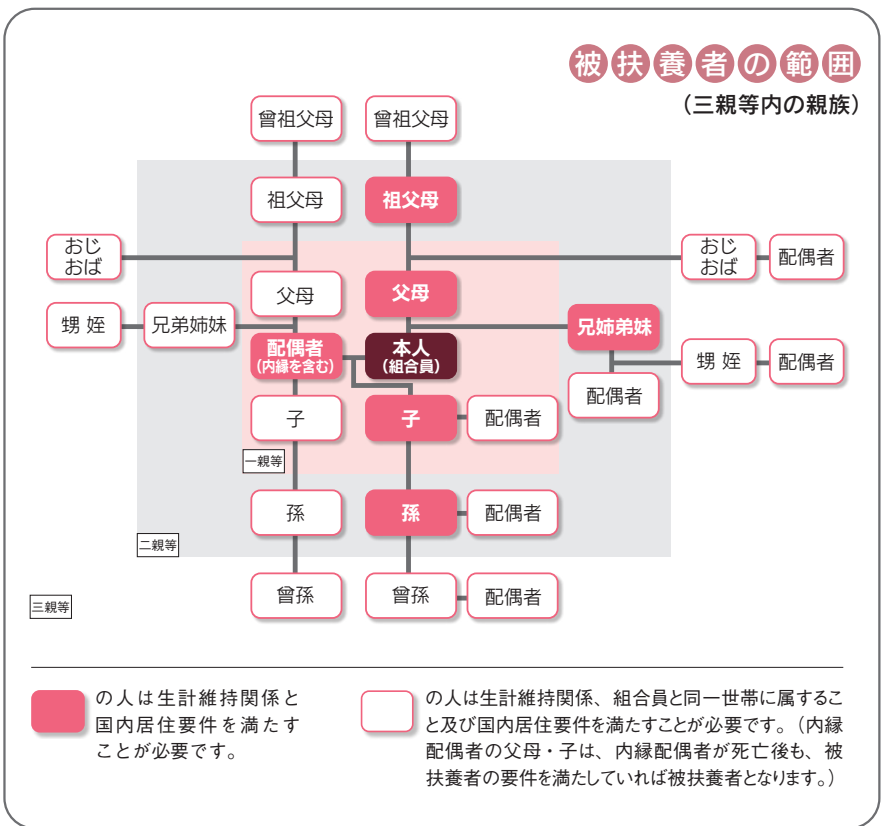 被扶養者の範囲
(三親等内の親族)
曾祖父母
曾祖父母
祖父母
祖父母
おじ
おば
おじ
おば
配偶者
父母
父母
甥 姪
兄弟姉妹
兄姉弟妹
配偶者
(内縁を含む)
本人
(組合員)
甥 姪
配偶者
配偶者
子
子
配偶者
一親等
孫
孫
配偶者
二親等
曾孫
曾孫
配偶者
三親等
の人は生計維持関係と
国内居住要件を満たす
ことが必要です。
の人は生計維持関係、組合員と同一世帯に属するこ
と及び国内居住要件を満たすことが必要です。(内縁
配偶者の父母・子は、内縁配偶者が死亡後も、被
扶養者の要件を満たしていれば被扶養者となります。)